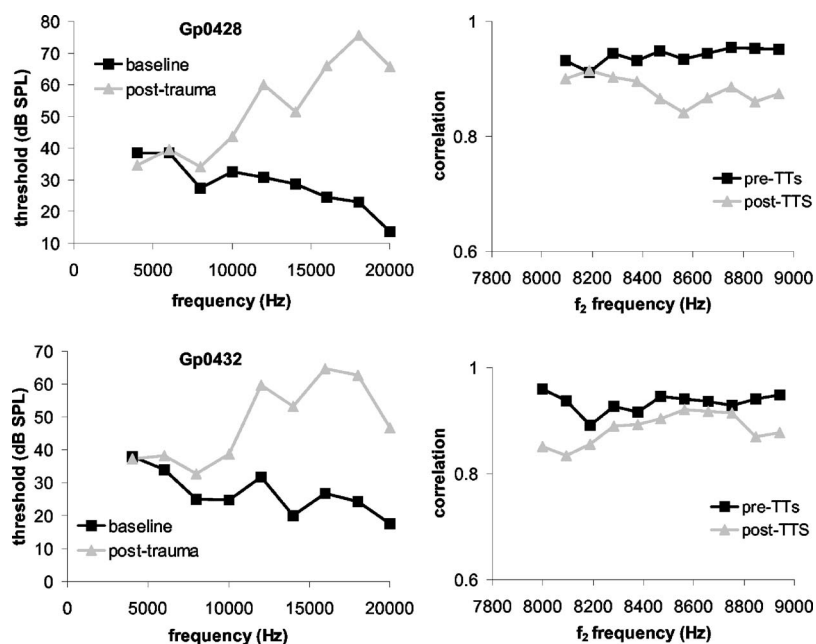 Gp0428
threshold (dB SPL)
80
70
60
50
40
30
20
10
baseline
post-trauma
0 5000 10000 15000 20000
frequency (Hz)
correlation
1
0.8
0.6
pre-TTs
post-TTS
7800 8000 8200 8400 8600 8800 9000
f₂ frequency (Hz)
Gp0432
threshold (dB SPL)
70
60
50
40
30
20
10
0
baseline
post-trauma
0 5000 10000 15000 20000
frequency (Hz)
correlation
1
0.8
0.6
pre-TTs
post-TTS
7800 8000 8200 8400 8600 8800 9000
f₂ frequency (Hz)